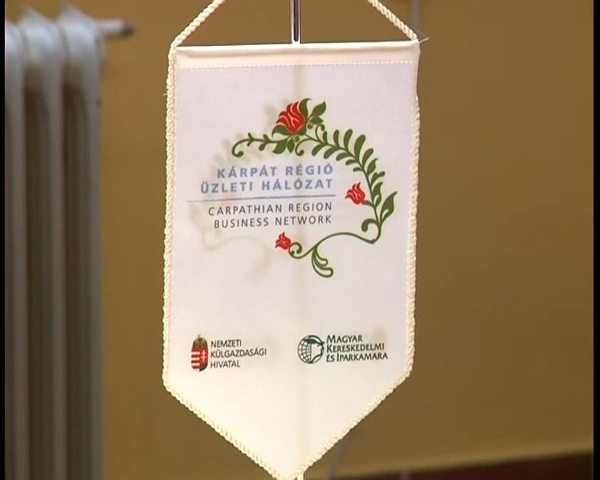 KÁRPÁT RÉGIÓ
ÜZLETI HÁLÓZAT
CARPATHIAN REGION
BUSINESS NETWORK
NEMZETI
KÜLGAZDASÁGI
HIVATAL
MAGYAR
KERESKEDELMI
ÉS IPARKAMARA